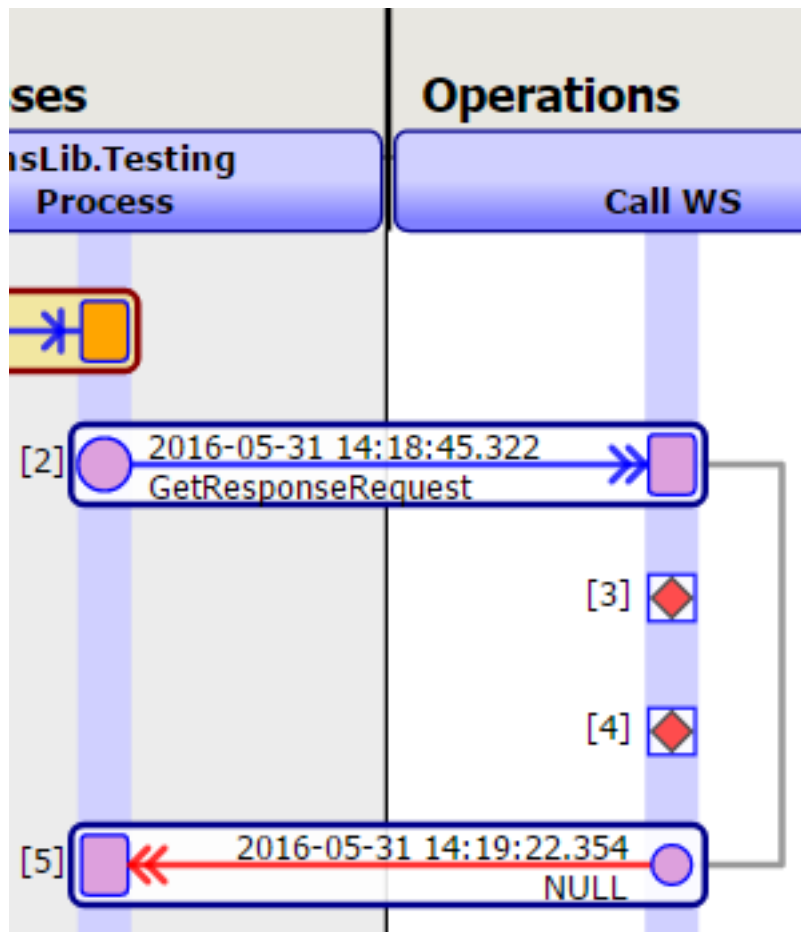 ses
Operations
nsLib.Testing
Process
Call WS
[2]
2016-05-31 14:18:45.322
GetResponseRequest
[3]
[4]
[5]
2016-05-31 14:19:22.354
NULL